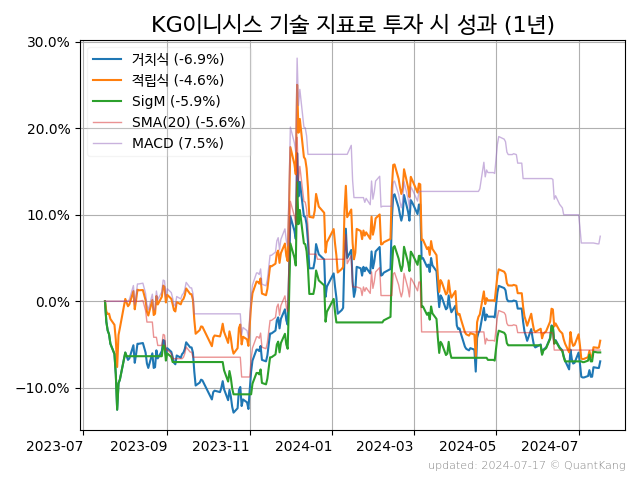 KG이니시스 기술 지표로 투자 시 성과 (1년)
30.0%
20.0%
10.0%
0.0%
−10.0%
거치식 (-6.9%)
적립식 (-4.6%)
SigM (-5.9%)
SMA(20) (-5.6%)
MACD (7.5%)
2023-07 2023-09 2023-11 2024-01 2024-03 2024-05 2024-07
updated: 2024-07-17 © QuantKang